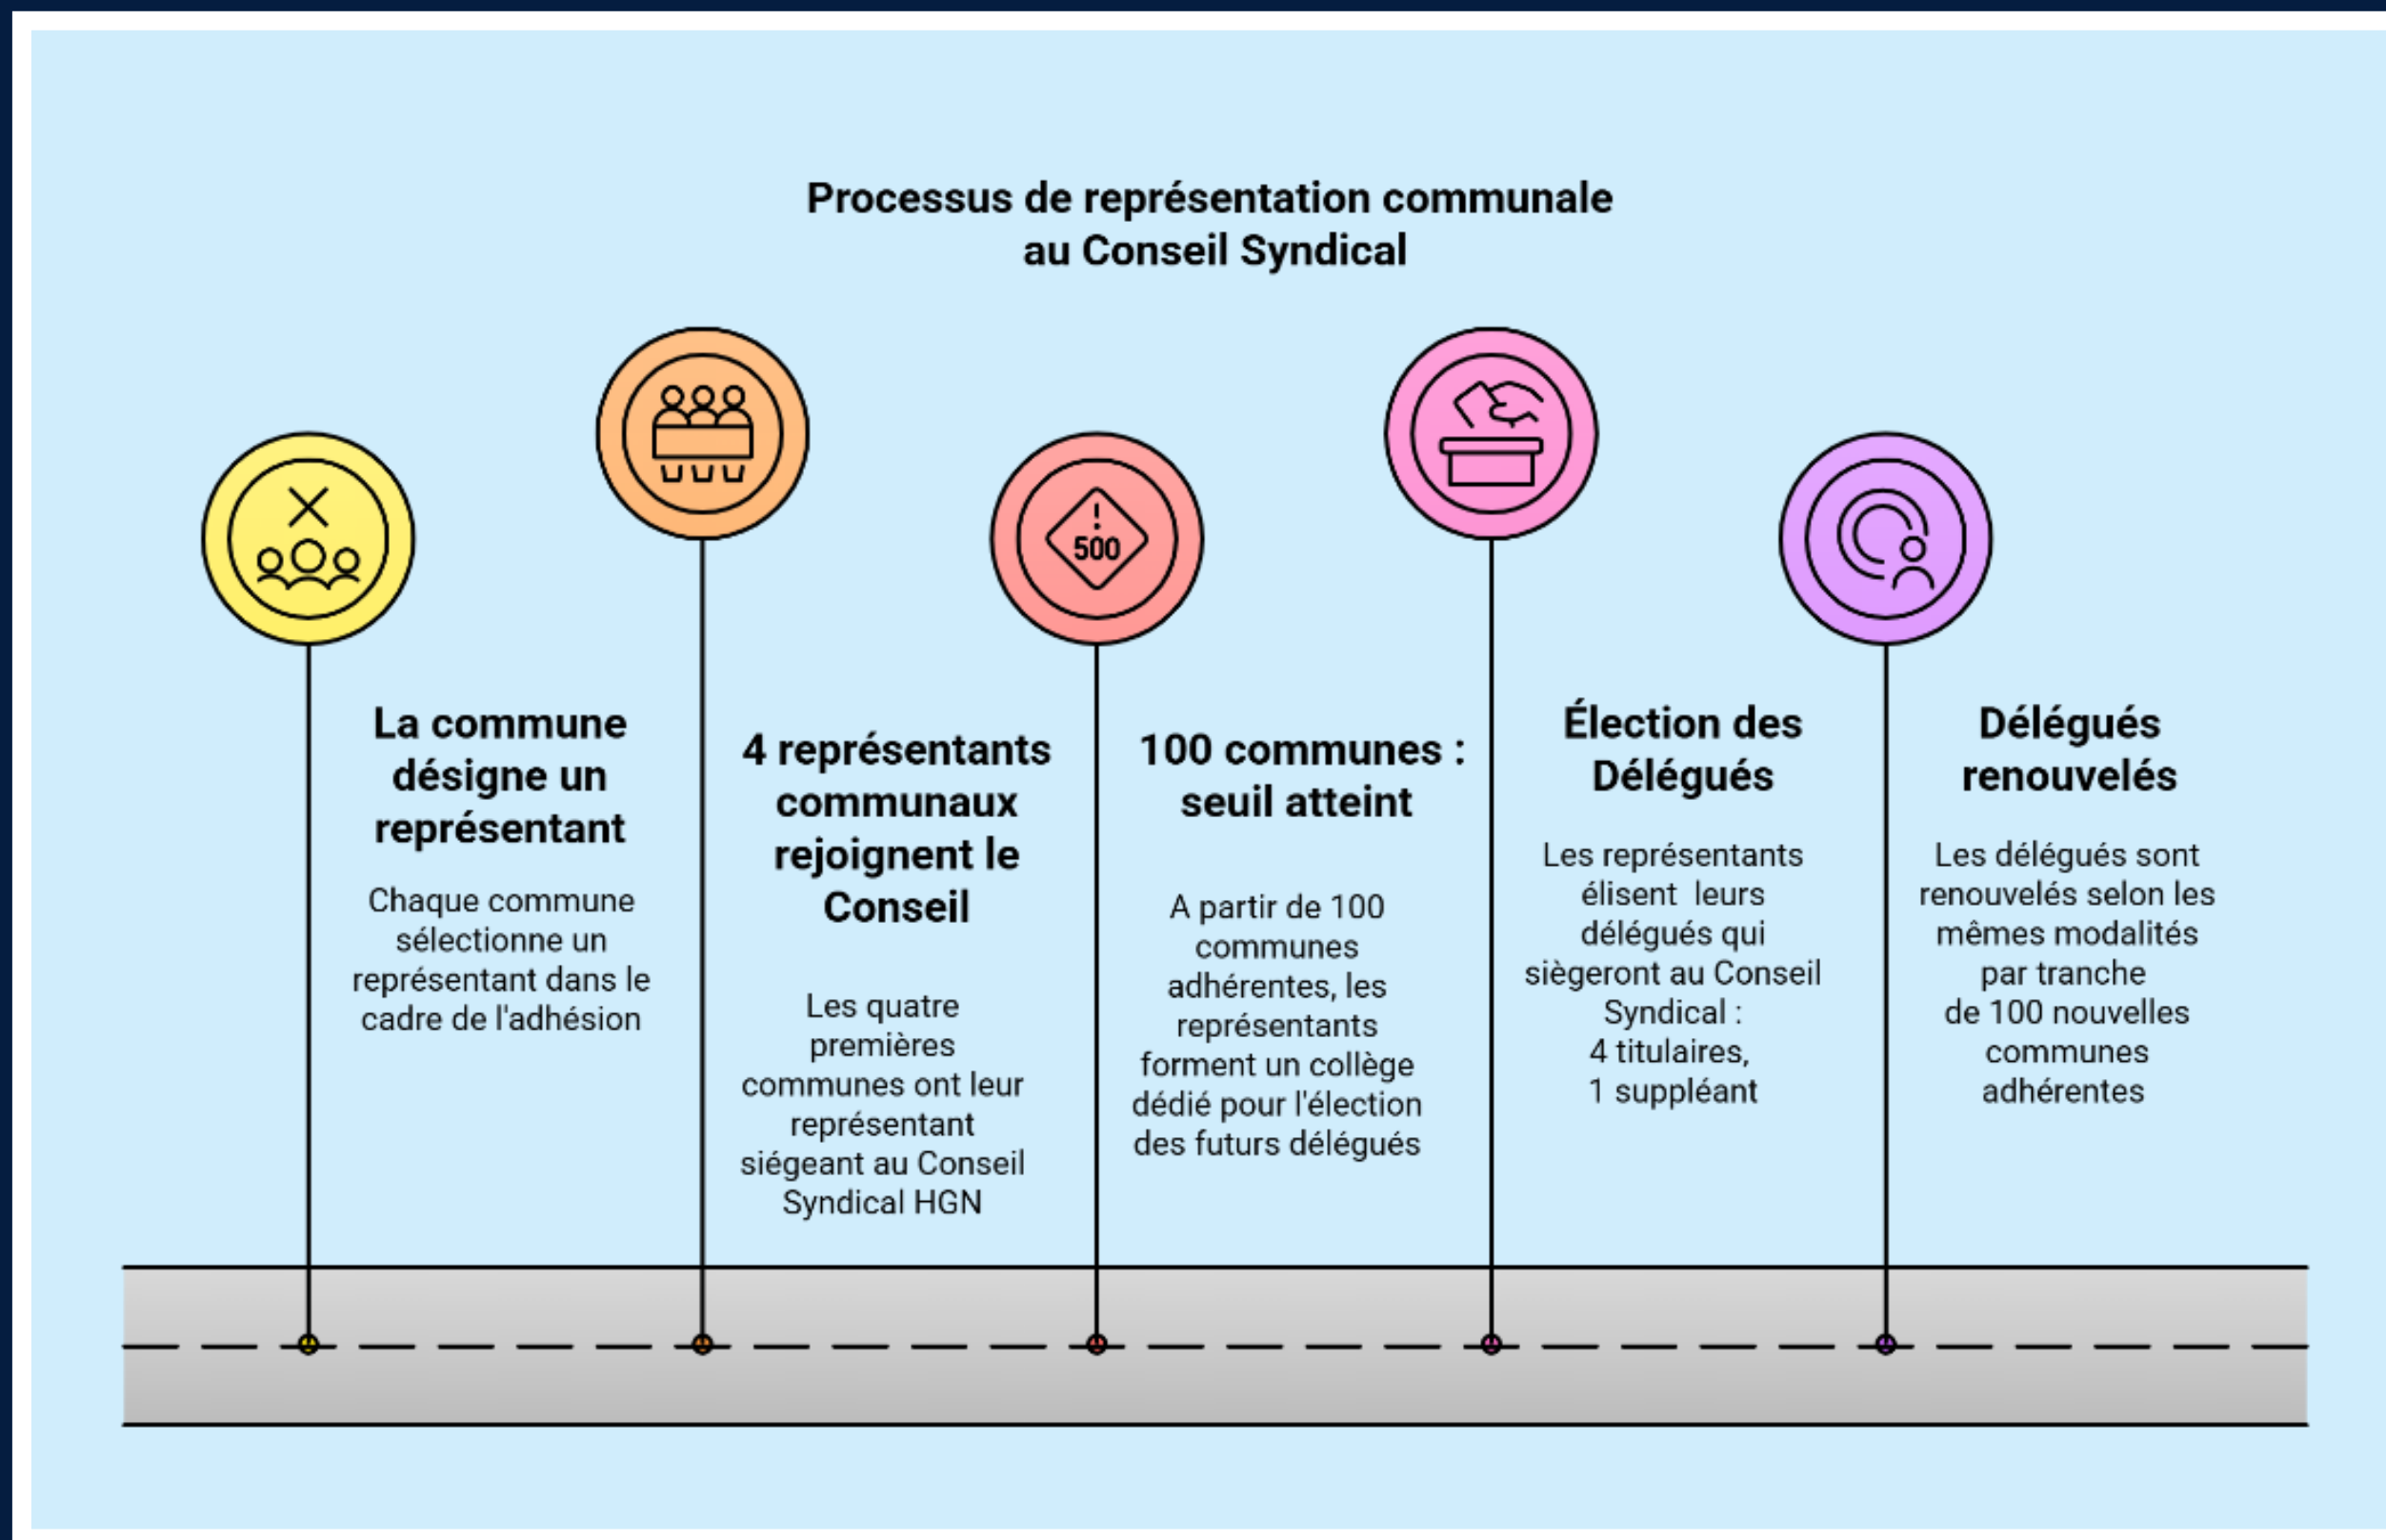 Processus de représentation communale
au Conseil Syndical
!
500
La commune
désigne un
représentant
Chaque commune
sélectionne un
représentant dans le
cadre de l'adhésion
4 représentants
communaux
rejoignent le
Conseil
Les quatre
premières
communes ont leur
représentant
siégeant au Conseil
Syndical HGN
100 communes :
seuil atteint
A partir de 100
communes
adhérentes, les
représentants
forment un collège
dédié pour l'élection
des futurs délégués
Élection des
Délégués
Les représentants
élisent  leurs
délégués qui
siègeront au Conseil
Syndical :
4 titulaires,
1 suppléant
Délégués
renouvelés
Les délégués sont
renouvelés selon les
mêmes modalités
par tranche
de 100 nouvelles
communes
adhérentes